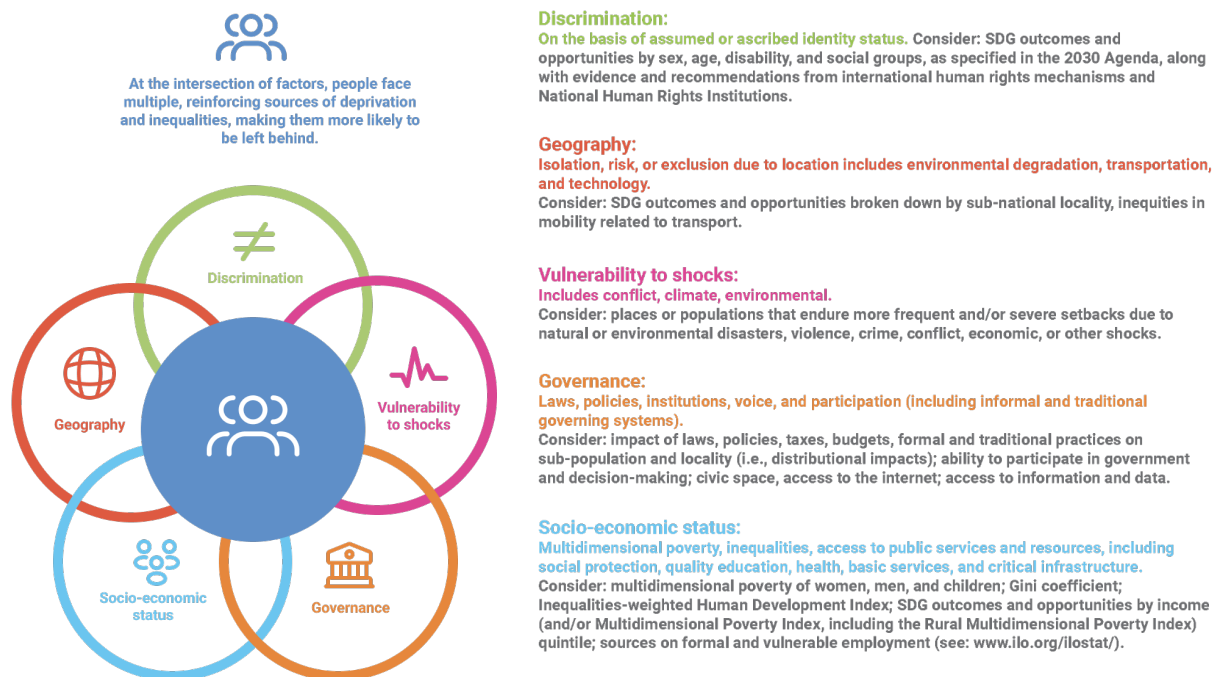 At the intersection of factors, people face
multiple, reinforcing sources of deprivation
and inequalities, making them more likely to
be left behind.
Discrimination
Geography
Vulnerability
to shocks
Socio-economic
status
Governance
Discrimination:
On the basis of assumed or ascribed identity status. Consider: SDG outcomes and
opportunities by sex, age, disability, and social groups, as specified in the 2030 Agenda, along
with evidence and recommendations from international human rights mechanisms and
National Human Rights Institutions.
Geography:
Isolation, risk, or exclusion due to location includes environmental degradation, transportation,
and technology.
Consider: SDG outcomes and opportunities broken down by sub-national locality, inequities in
mobility related to transport.
Vulnerability to shocks:
Includes conflict, climate, environmental.
Consider: places or populations that endure more frequent and/or severe setbacks due to
natural or environmental disasters, violence, crime, conflict, economic, or other shocks.
Governance:
Laws, policies, institutions, voice, and participation (including informal and traditional
governing systems).
Consider: impact of laws, policies, taxes, budgets, formal and traditional practices on
sub-population and locality (i.e., distributional impacts); ability to participate in government
and decision-making; civic space, access to the internet; access to information and data.
Socio-economic status:
Multidimensional poverty, inequalities, access to public services and resources, including
social protection, quality education, health, basic services, and critical infrastructure.
Consider: multidimensional poverty of women, men, and children; Gini coefficient;
Inequalities-weighted Human Development Index; SDG outcomes and opportunities by income
(and/or Multidimensional Poverty Index, including the Rural Multidimensional Poverty Index)
quintile; sources on formal and vulnerable employment (see: www.ilo.org/ilostat/).